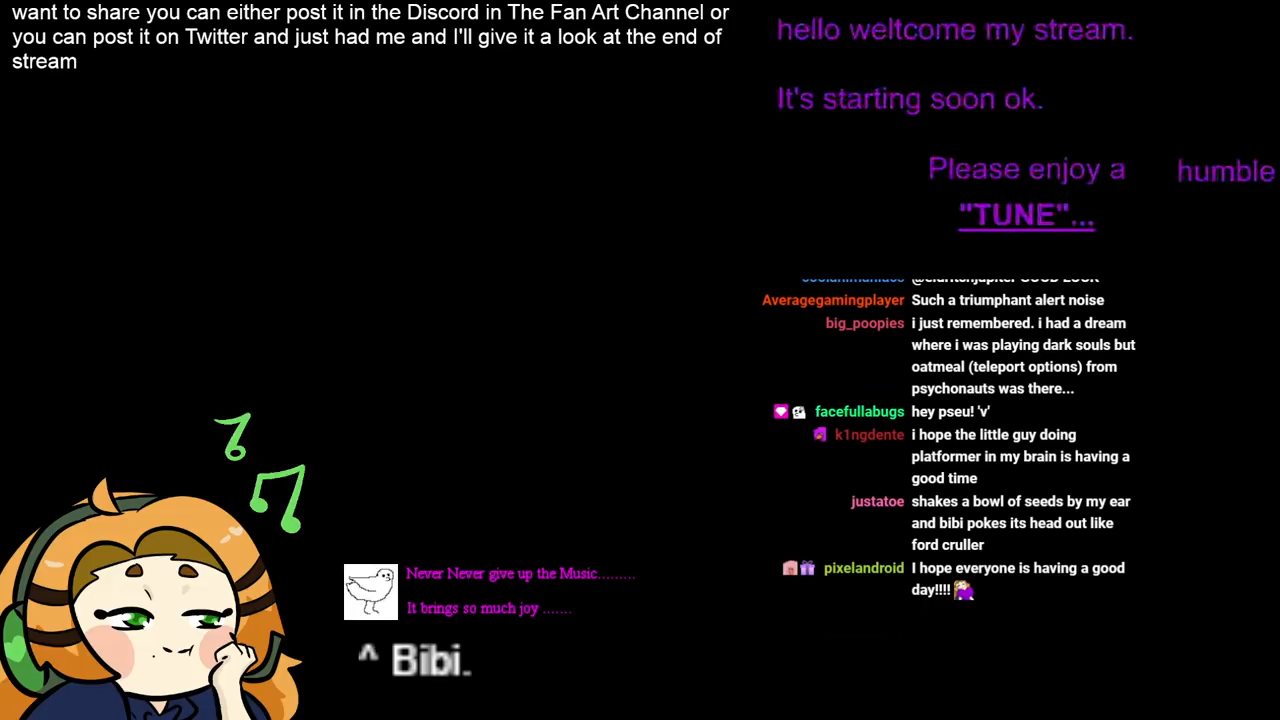 want to share you can either post it in the Discord in The Fan Art Channel or
you can post it on Twitter and just had me and I'll give it a look at the end of
stream
hello weltcome my stream.
It's starting soon ok.
Please enjoy a humble
"TUNE"...
Averagegamingplayer Such a triumphant alert noise
big_poopies i just remembered. i had a dream
where i was playing dark souls but
oatmeal (teleport options) from
psychonauts was there...
facefullabugs hey pseu! 'v'
k1ngdente i hope the little guy doing
platformer in my brain is having a
good time
justatoe shakes a bowl of seeds by my ear
and bibi pokes its head out like
ford cruller
pixelandroid I hope everyone is having a good
day!!!!
Never Never give up the Music.........
It brings so much joy .......
^ Bibi.